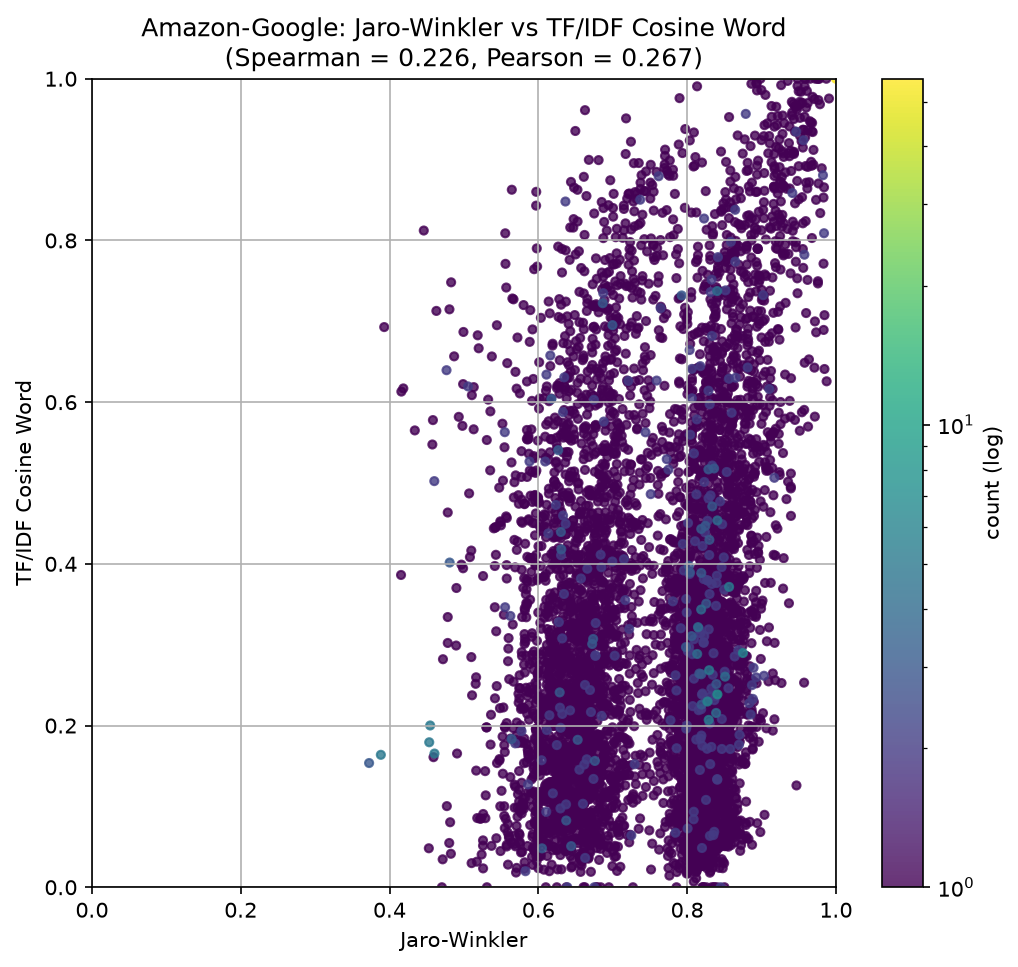 Amazon-Google: Jaro-Winkler vs TF/IDF Cosine Word
(Spearman = 0.226, Pearson = 0.267)
1.0
0.8
0.6
0.4
0.2
0.0
TF/IDF Cosine Word
0.0 0.2 0.4 0.6 0.8 1.0
Jaro-Winkler
10¹
10⁰
count (log)